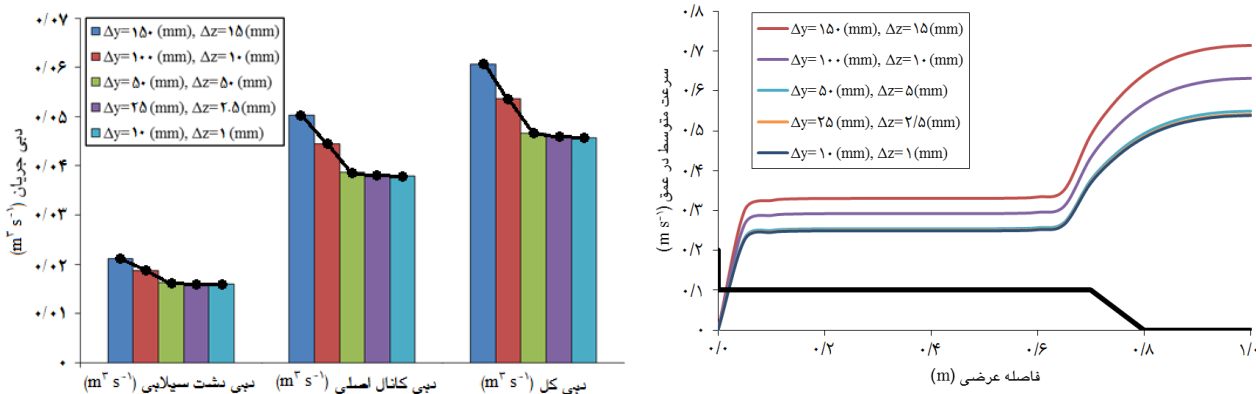 ۰/۰۷
۰/۰۶
۰/۰۵
۰/۰۴
۰/۰۳
۰/۰۲
۰/۰۱
۰
دبی جریان (m³ s⁻¹)
Δy=۱۵۰ (mm), Δz=۱۵(mm)
Δy=۱۰۰ (mm), Δz=۱۰(mm)
Δy=۵۰ (mm), Δz=۵۰(mm)
Δy=۲۵ (mm), Δz=۲.۵(mm)
Δy=۱۰ (mm), Δz=۱(mm)
دبی دشت سیلابی (m³ s⁻¹)
دبی کانال اصلی (m³ s⁻¹)
دبی کل (m³ s⁻¹)
۰/۸
۰/۷
۰/۶
۰/۵
۰/۴
۰/۳
۰/۲
۰/۱
۰
سرعت متوسط در عمق (m s⁻¹)
Δy=۱۵۰ (mm), Δz=۱۵(mm)
Δy=۱۰۰ (mm), Δz=۱۰(mm)
Δy=۵۰ (mm), Δz=۵(mm)
Δy=۲۵ (mm), Δz=۲/۵(mm)
Δy=۱۰ (mm), Δz=۱(mm)
۰/۰
۰/۲
۰/۴
۰/۶
۰/۸
۱/۰
فاصله عرضی (m)